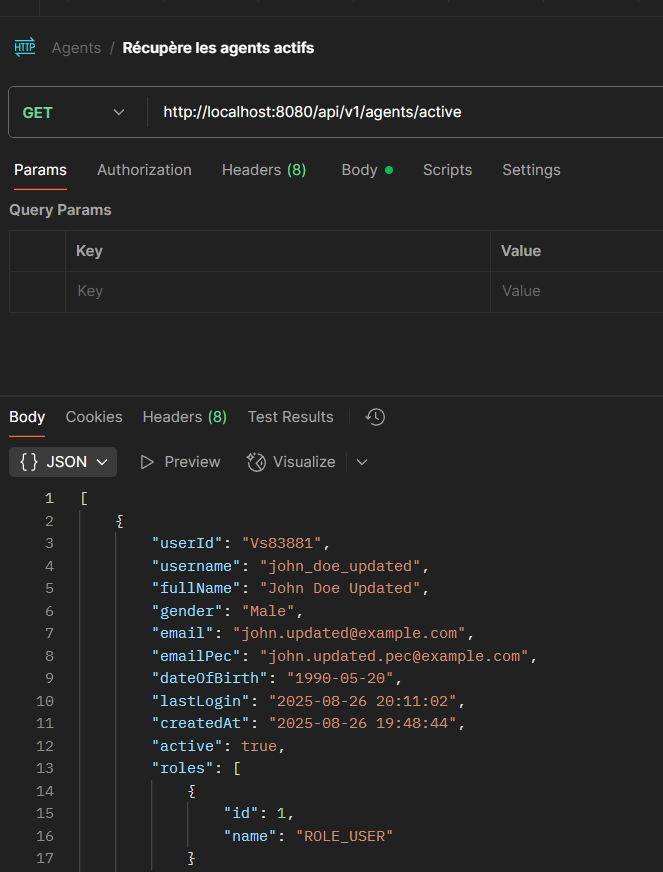 HTTP Agents / Récupère les agents actifs
GET http://localhost:8080/api/v1/agents/active
Params Authorization Headers (8) Body Scripts Settings
Query Params
Key Value
Key Value
Body Cookies Headers (8) Test Results
{} JSON Preview Visualize
1 [
2 {
3 "userId": "Vs83881",
4 "username": "john_doe_updated",
5 "fullName": "John Doe Updated",
6 "gender": "Male",
7 "email": "john.updated@example.com",
8 "emailPec": "john.updated.pec@example.com",
9 "dateOfBirth": "1990-05-20",
10 "lastLogin": "2025-08-26 20:11:02",
11 "createdAt": "2025-08-26 19:48:44",
12 "active": true,
13 "roles": [
14 {
15 "id": 1,
16 "name": "ROLE_USER"
17 }